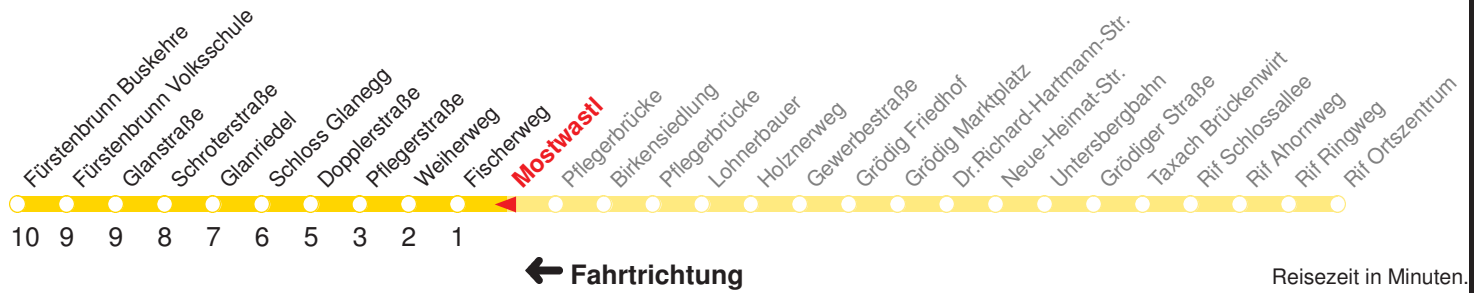 Fürstenbrunn Buskehre
Fürstenbrunn Volksschule
Glanstraße
Schroterstraße
Glanriedel
Schloss Glanegg
Dopplerstraße
Pflegerstraße
Weiherweg
Fischerweg
Mostwastl
Pflegerbrücke
Birkensiedlung
Pflegerbrücke
Lohnerbauer
Holznerweg
Gewerbestraße
Grödig Friedhof
Grödig Marktplatz
Dr.Richard-Hartmann-Str.
Neue-Heimat-Str.
Untersbergbahn
Grödiger Straße
Taxach Brückenwirt
Rif Schlossallee
Rif Ahornweg
Rif Ringweg
Rif Ortszentrum
10 9 9 8 7 6 5 3 2 1
Fahrtrichtung
Reisezeit in Minuten.